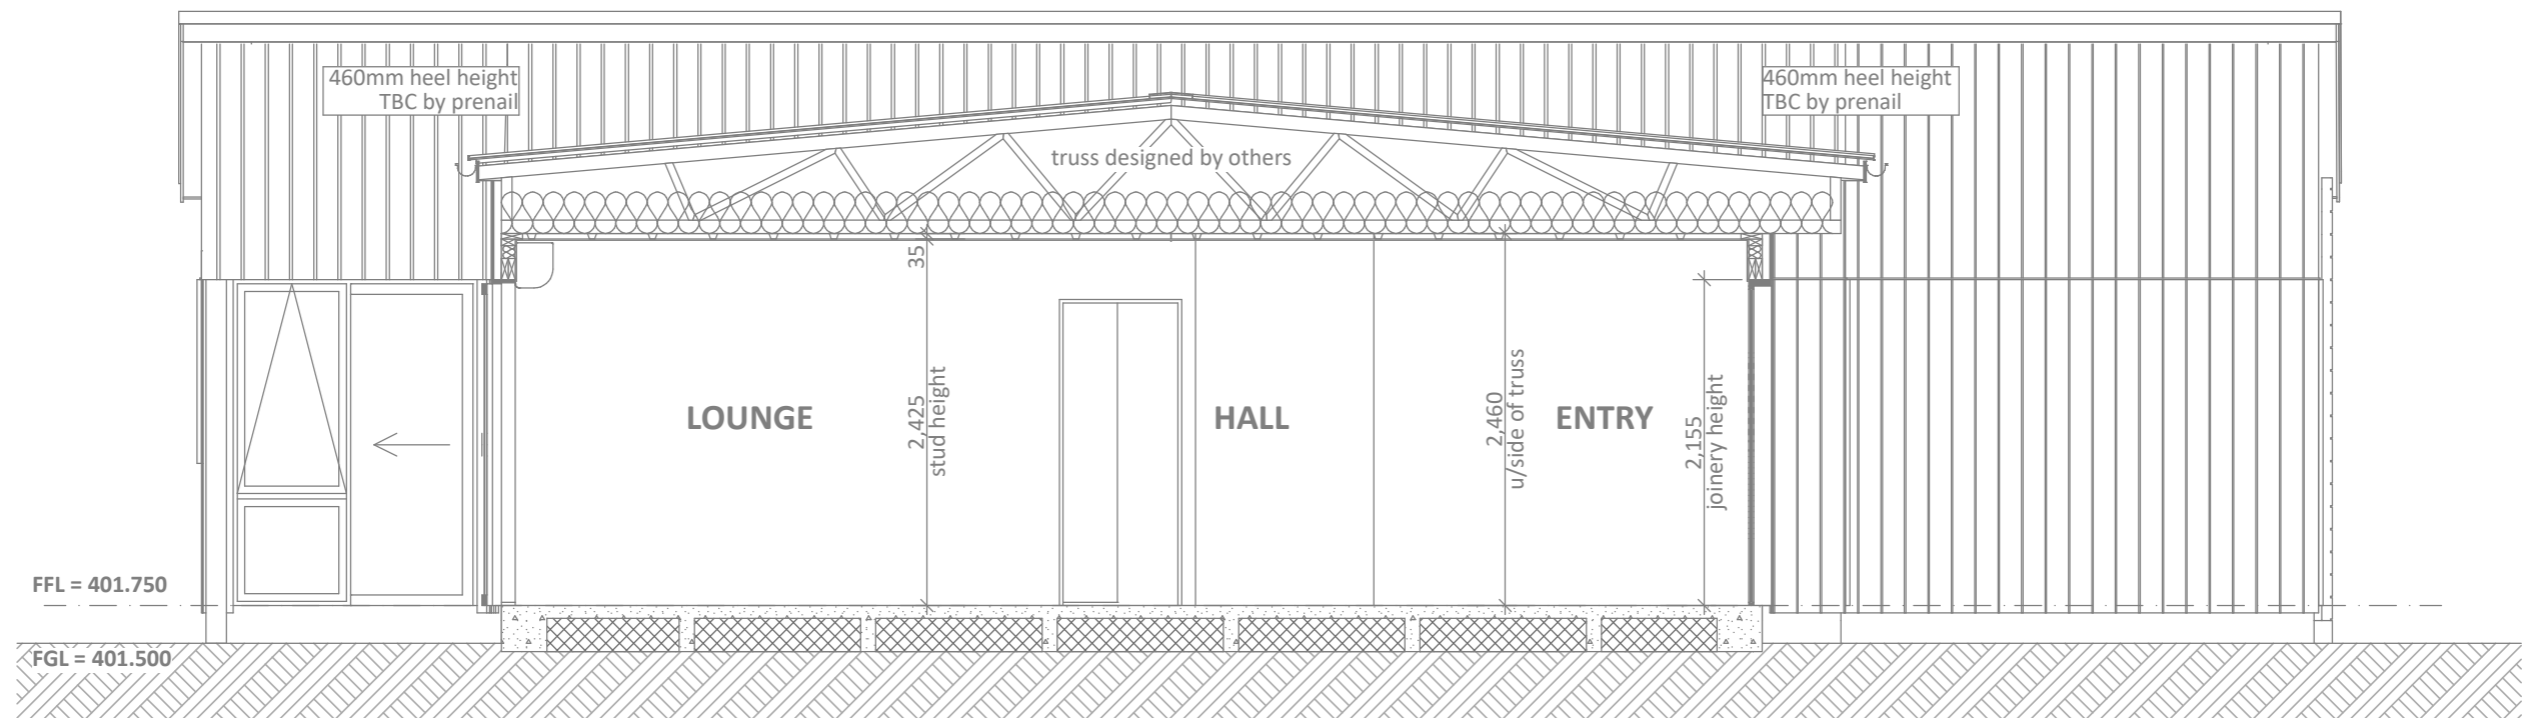 460mm heel height
TBC by prenail
460mm heel height
TBC by prenail
truss designed by others
35
2,425
stud height
2,460
u/side of truss
2,155
joinery height
LOUNGE
HALL
ENTRY
FFL = 401.750
FGL = 401.500